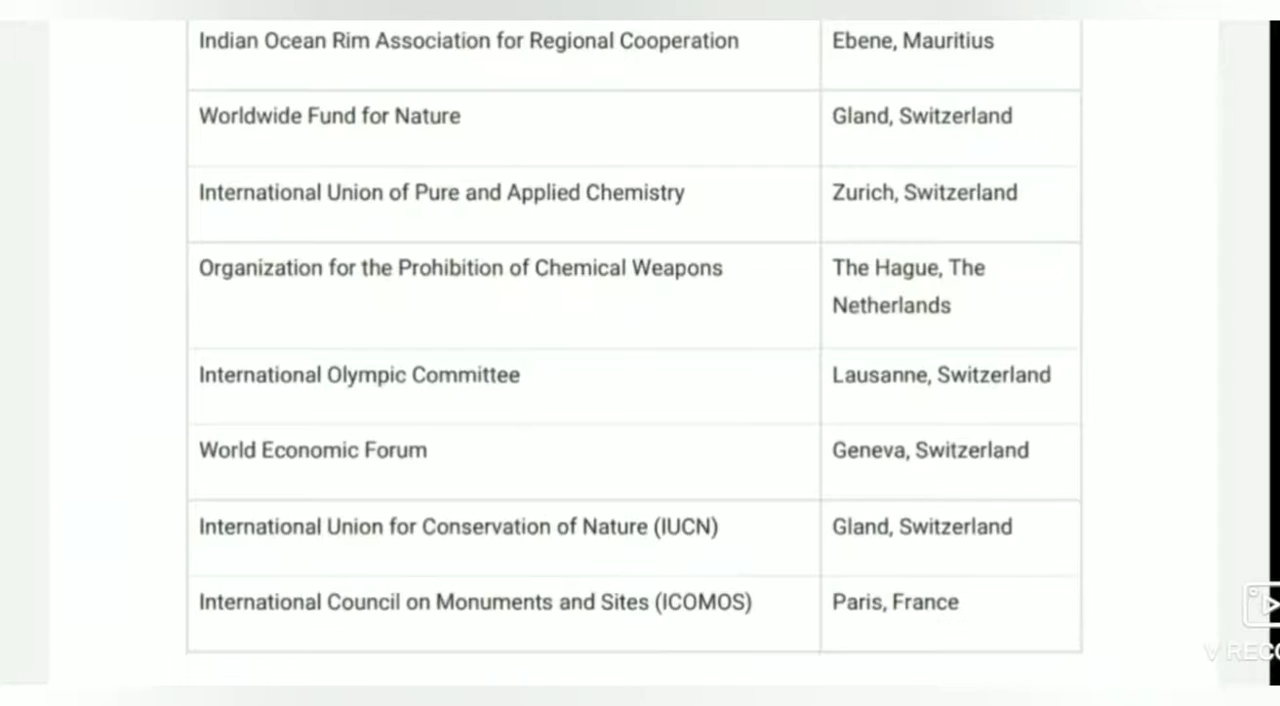 Indian Ocean Rim Association for Regional Cooperation Ebene, Mauritius
Worldwide Fund for Nature Gland, Switzerland
International Union of Pure and Applied Chemistry Zurich, Switzerland
Organization for the Prohibition of Chemical Weapons The Hague, The
Netherlands
International Olympic Committee Lausanne, Switzerland
World Economic Forum Geneva, Switzerland
International Union for Conservation of Nature (IUCN) Gland, Switzerland
International Council on Monuments and Sites (ICOMOS) Paris, France
V RECO